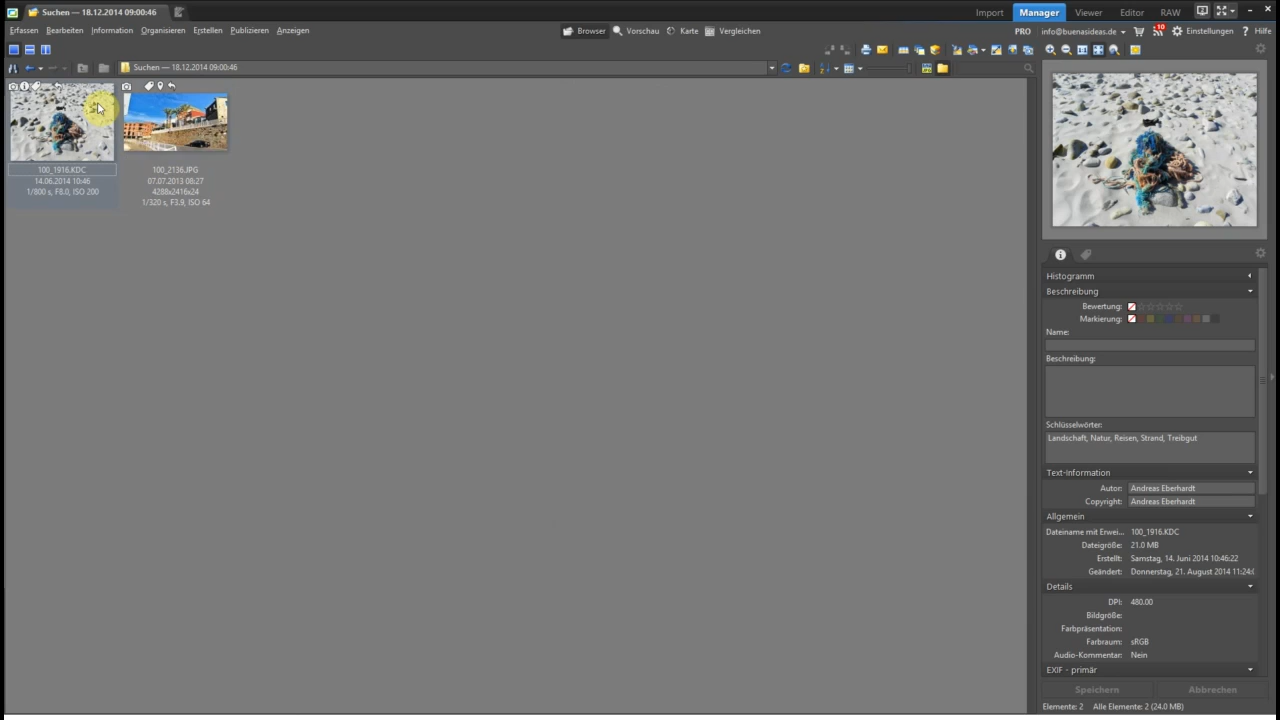 Suchen — 18.12.2014 09:00:46
Import Manager Viewer Editor RAW
Erfassen Bearbeiten Information Organisieren Erstellen Publizieren Anzeigen
Browser Vorschau Karte Vergleichen
PRO info@buenasideas.de 10 Einstellungen ? Hilfe
Suchen — 18.12.2014 09:00:46
100_1916.KDC
14.06.2014 10:46
1/800 s, F8.0, ISO 200
100_2136.JPG
07.07.2013 08:27
4288x2416x24
1/320 s, F3.9, ISO 64
Histogramm
Beschreibung
Bewertung:
Markierung:
Name:
Beschreibung:
Schlüsselwörter:
Landschaft, Natur, Reisen, Strand, Treibgut
Text-Information
Autor: Andreas Eberhardt
Copyright: Andreas Eberhardt
Allgemein
Dateiname mit Erwei... 100_1916.KDC
Dateigröße: 21.0 MB
Erstellt: Samstag, 14. Juni 2014 10:46:22
Geändert: Donnerstag, 21. August 2014 11:24:
Details
DPI: 480.00
Bildgröße:
Farbpräsentation:
Farbraum: sRGB
Audio-Kommentar: Nein
EXIF - primär
Speichern Abbrechen
Elemente: 2 Alle Elemente: 2 (24.0 MB)